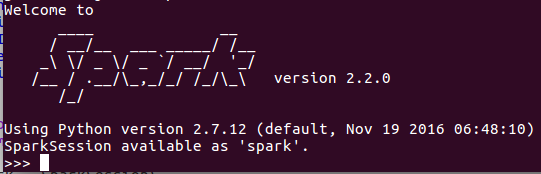 Welcome to
Spark version 2.2.0
Using Python version 2.7.12 (default, Nov 19 2016 06:48:10)
SparkSession available as 'spark'.
>>>